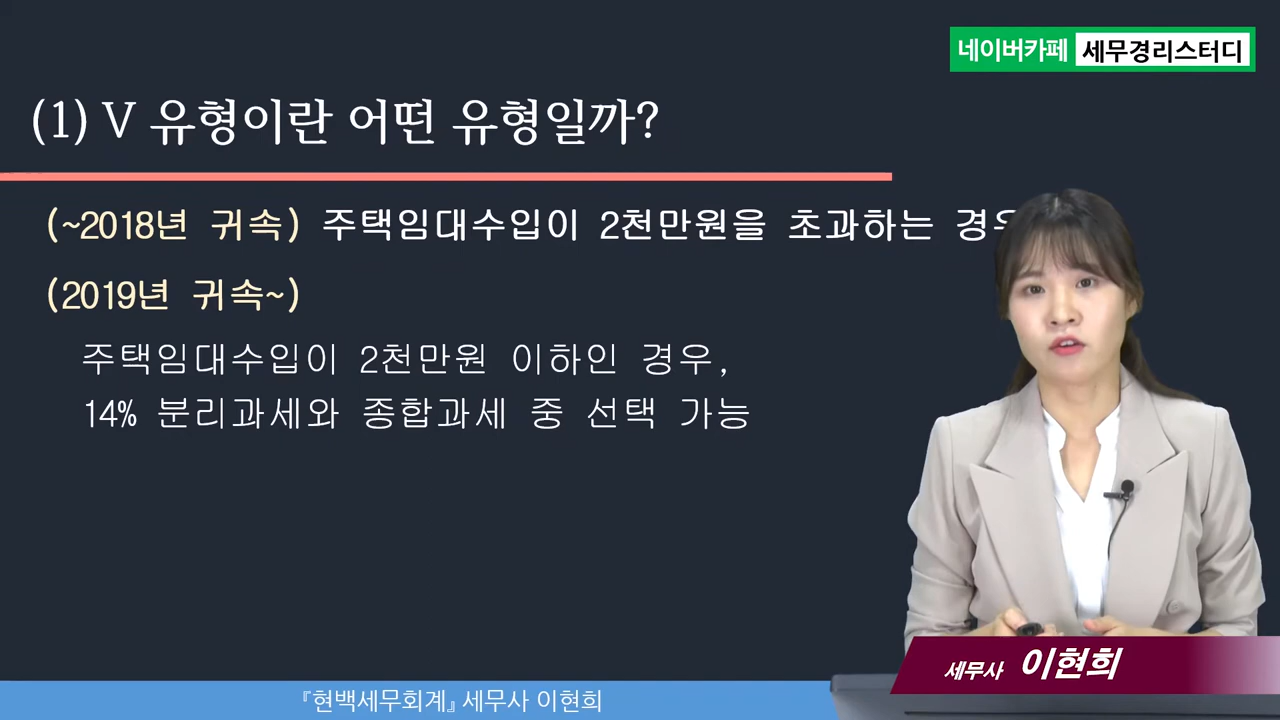 네이버카페 세무경리스터디
(1) V 유형이란 어떤 유형일까?
(~2018년 귀속) 주택임대수입이 2천만원을 초과하는
(2019년 귀속~)
주택임대수입이 2천만원 이하인 경우,
14% 분리과세와 종합과세 중 선택 가능
세무사 이현희
『현백세무회계』 세무사 이현희